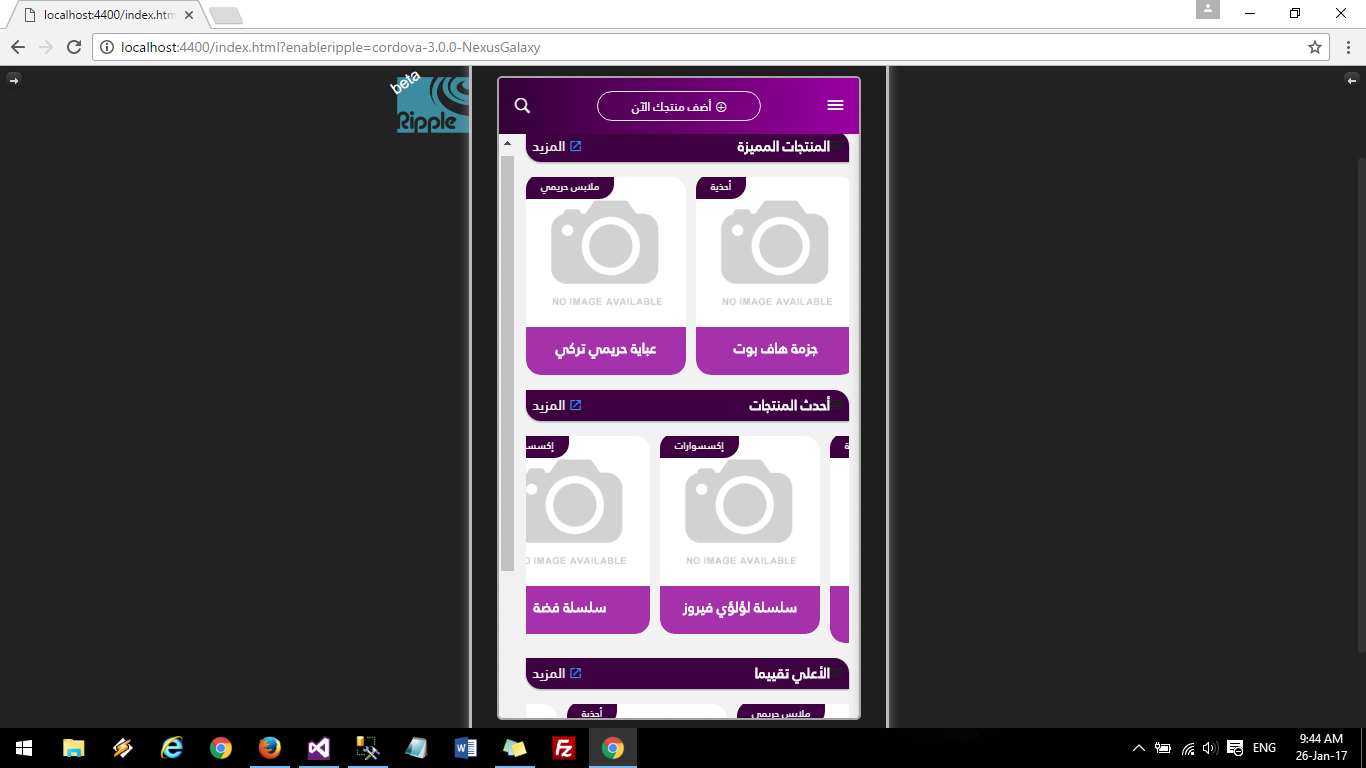 localhost:4400/index.htm
localhost:4400/index.html?enableripple=cordova-3.0.0-NexusGalaxy
beta
Ripple
أضف منتجك الآن
المنتجات المميزة
المزيد
أحذية
ملابس حريمي
NO IMAGE AVAILABLE
NO IMAGE AVAILABLE
جزمة هاف بوت
عباية حريمي تركي
أحدث المنتجات
المزيد
إكسسوارات
إكسس
NO IMAGE AVAILABLE
IMAGE AVAILABLE
سلسلة لؤلؤي فيروز
سلسلة فضة
الأعلي تقييما
المزيد
ملابس حريمي
أحذية
ENG
9:44 AM
26-Jan-17